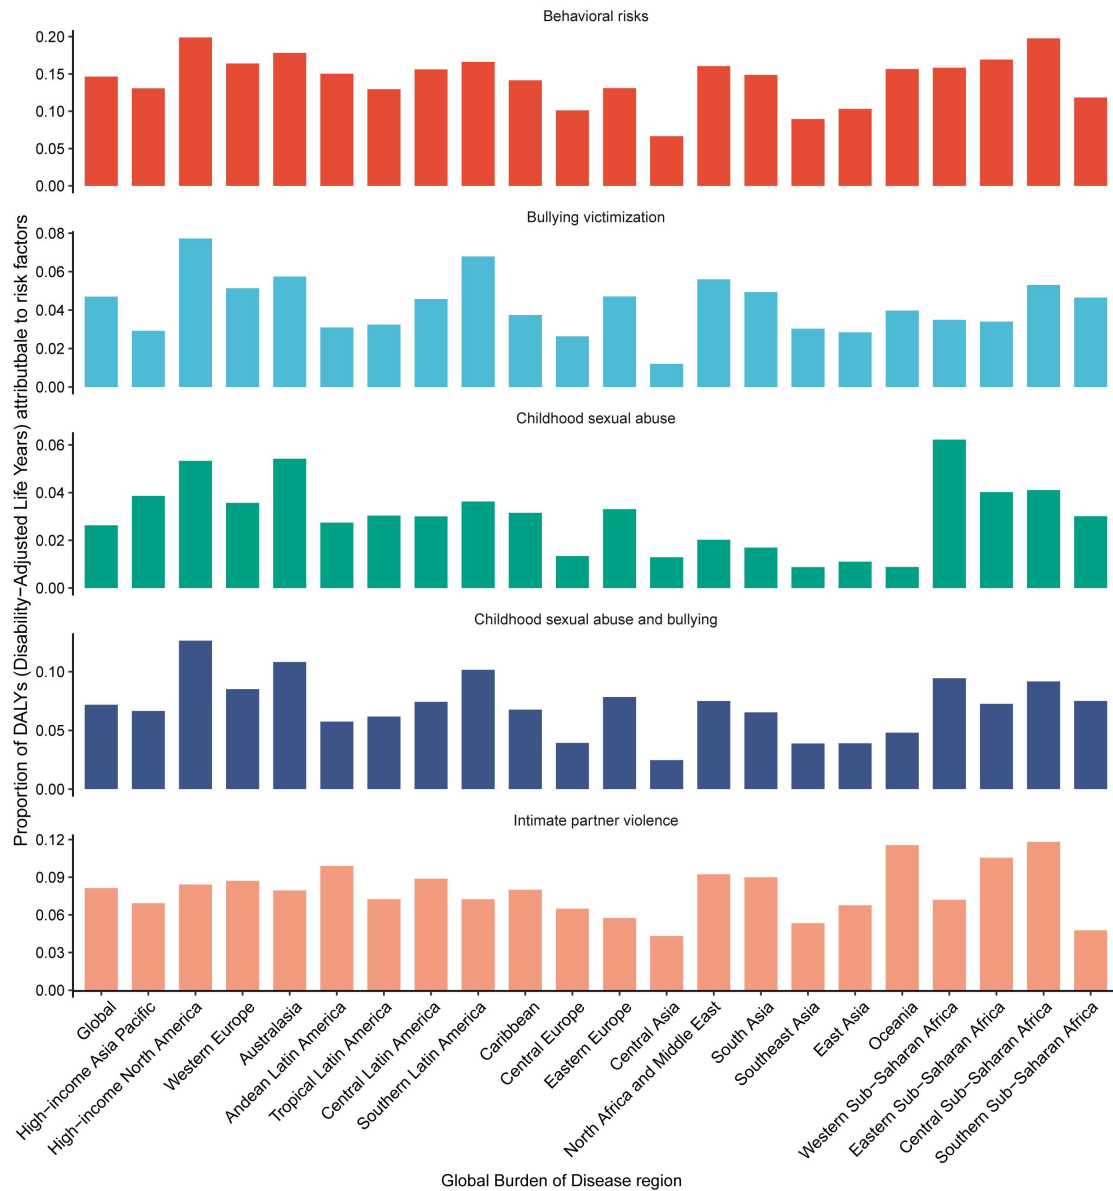 Behavioral risks
0.20
0.15
0.10
0.05
0.00
Bullying victimization
0.08
0.06
0.04
0.02
0.00
Childhood sexual abuse
0.06
0.04
0.02
0.00
Childhood sexual abuse and bullying
0.10
0.05
0.00
Intimate partner violence
0.12
0.09
0.06
0.03
0.00
Proportion of DALYs (Disability−Adjusted Life Years) attributbale to risk factors
Global
High−income Asia Pacific
High−income North America
Western Europe
Australasia
Andean Latin America
Tropical Latin America
Central Latin America
Southern Latin America
Caribbean
Central Europe
Eastern Europe
Central Asia
North Africa and Middle East
South Asia
Southeast Asia
East Asia
Oceania
Western Sub−Saharan Africa
Eastern Sub−Saharan Africa
Central Sub−Saharan Africa
Southern Sub−Saharan Africa
Global Burden of Disease region